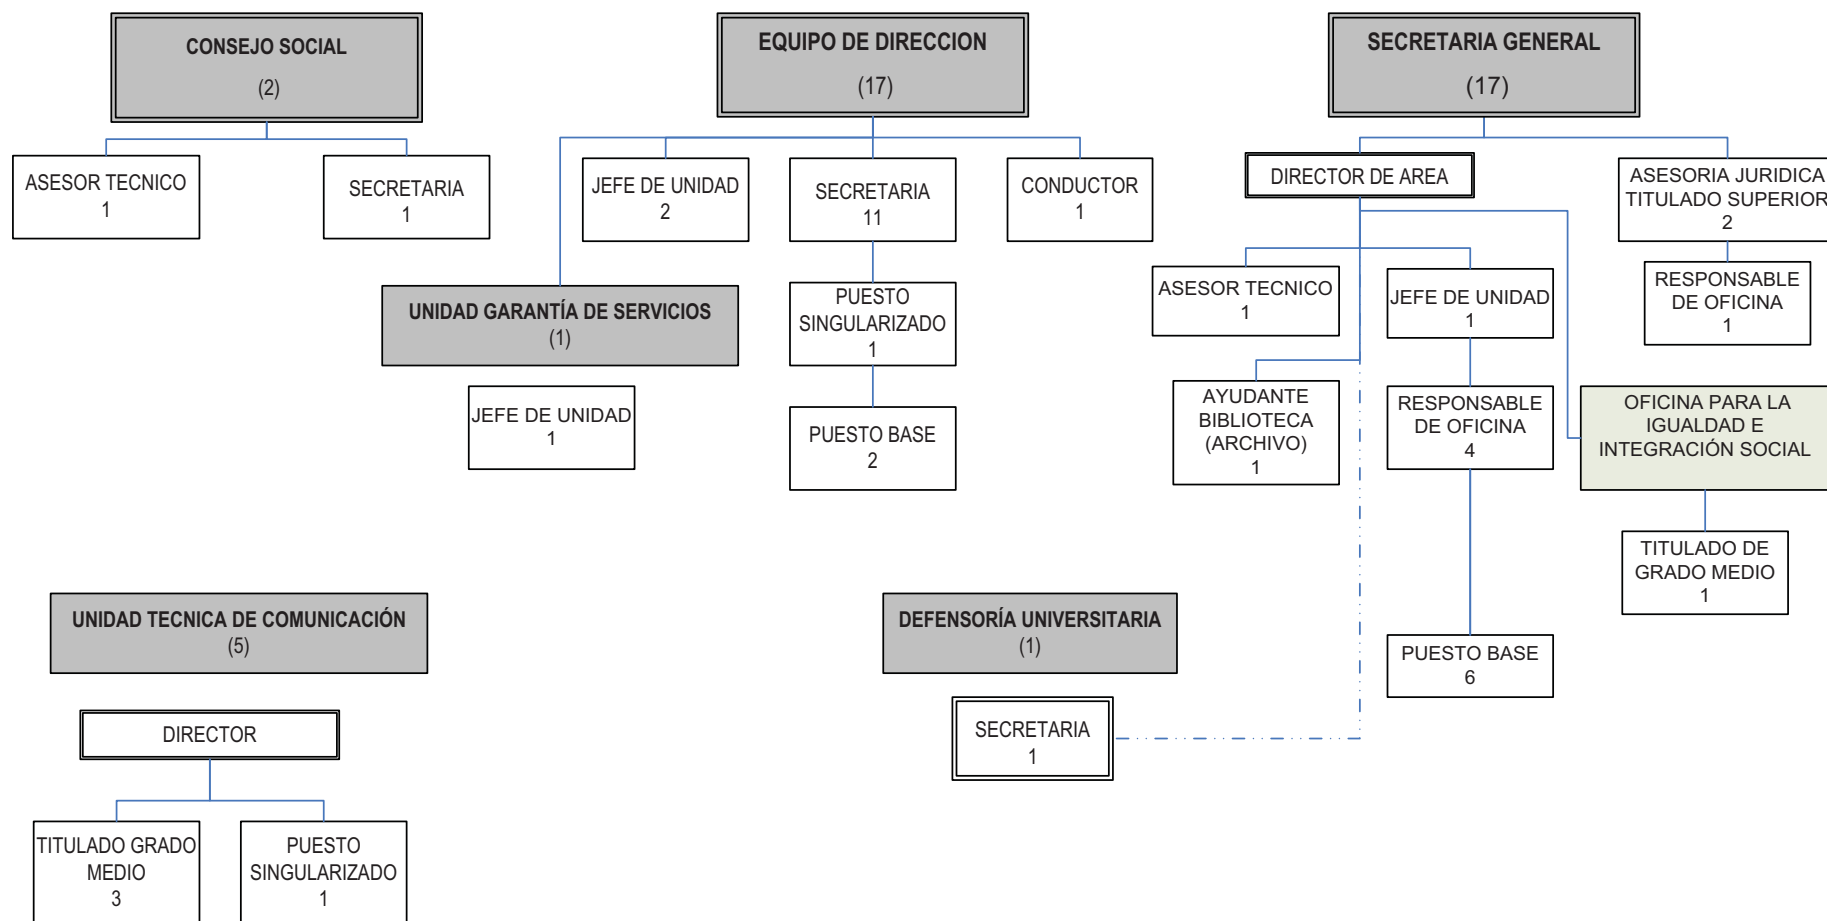 CONSEJO SOCIAL
(2)
ASESOR TECNICO
1
SECRETARIA
1
EQUIPO DE DIRECCION
(17)
JEFE DE UNIDAD
2
SECRETARIA
11
CONDUCTOR
1
UNIDAD GARANTÍA DE SERVICIOS
(1)
JEFE DE UNIDAD
1
PUESTO
SINGULARIZADO
1
PUESTO BASE
2
SECRETARIA GENERAL
(17)
DIRECTOR DE AREA
ASESORIA JURIDICA
TITULADO SUPERIOR
2
RESPONSABLE
DE OFICINA
1
ASESOR TECNICO
1
JEFE DE UNIDAD
1
AYUDANTE
BIBLIOTECA
(ARCHIVO)
1
RESPONSABLE
DE OFICINA
4
OFICINA PARA LA
IGUALDAD E
INTEGRACIÓN SOCIAL
TITULADO DE
GRADO MEDIO
1
PUESTO BASE
6
UNIDAD TECNICA DE COMUNICACIÓN
(5)
DIRECTOR
TITULADO GRADO
MEDIO
3
PUESTO
SINGULARIZADO
1
DEFENSORÍA UNIVERSITARIA
(1)
SECRETARIA
1